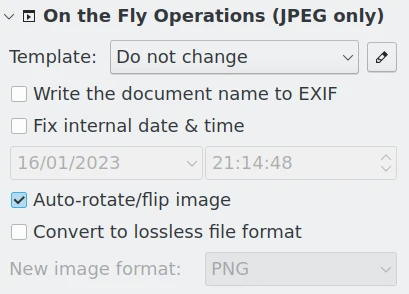 On the Fly Operations (JPEG only)
Template: Do not change
Write the document name to EXIF
Fix internal date & time
16/01/2023 21:14:48
Auto-rotate/flip image
Convert to lossless file format
New image format: PNG